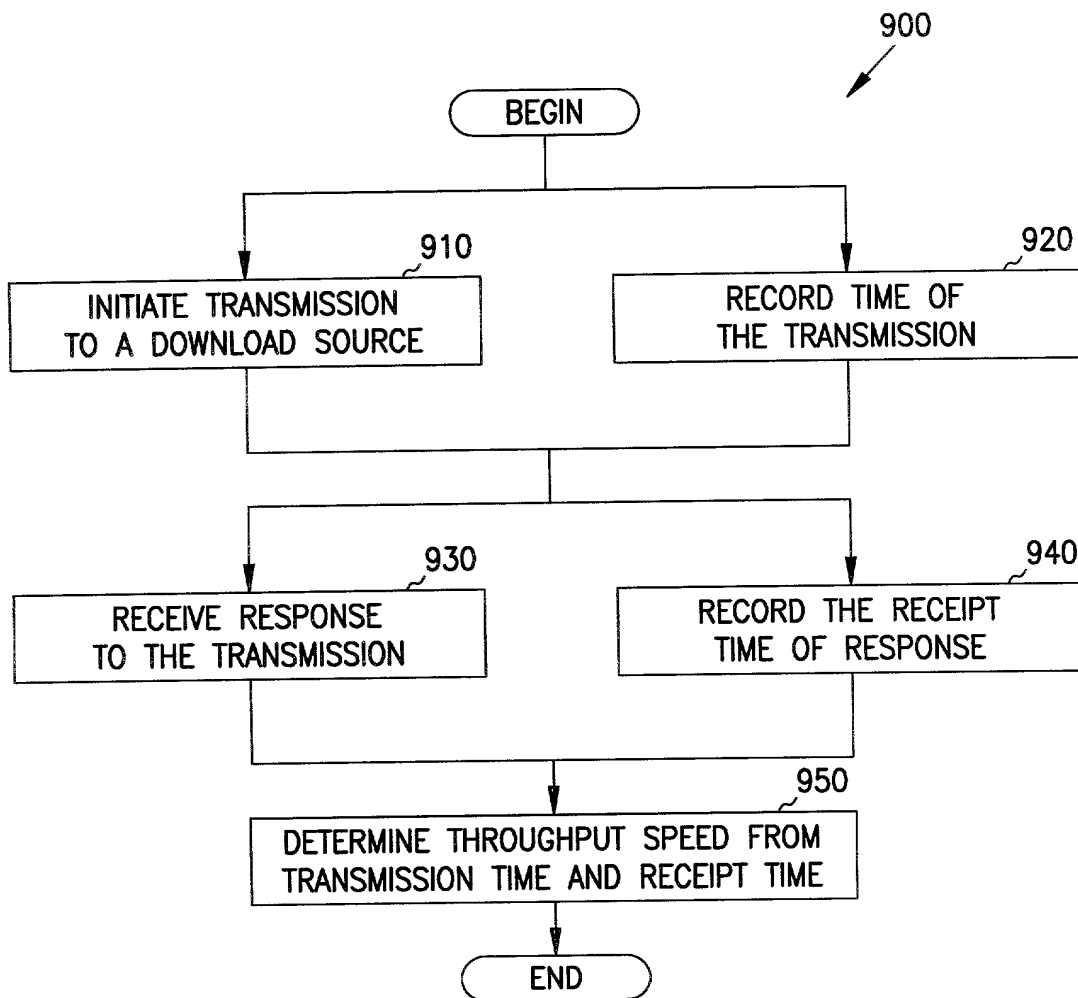 900
BEGIN
910
INITIATE TRANSMISSION
TO A DOWNLOAD SOURCE
920
RECORD TIME OF
THE TRANSMISSION
930
RECEIVE RESPONSE
TO THE TRANSMISSION
940
RECORD THE RECEIPT
TIME OF RESPONSE
950
DETERMINE THROUGHPUT SPEED FROM
TRANSMISSION TIME AND RECEIPT TIME
END